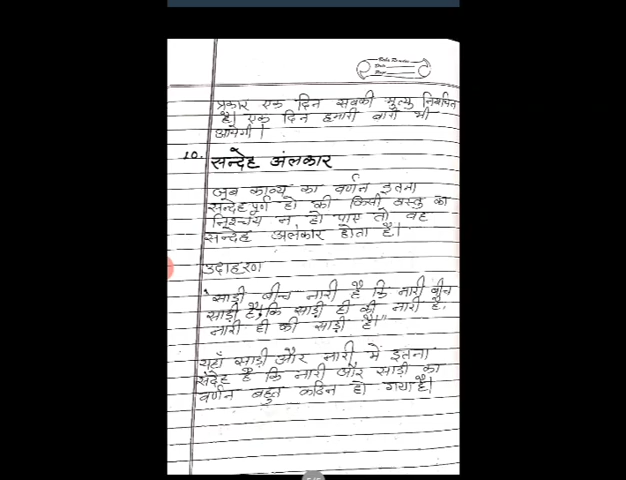 प्रकार एक दिन सबकी मृत्यु निश्चित
है। एक दिन हमारी बारी भी
आयेगी।
10. सन्देह अंलकार
जब काव्य का वर्णन इतना
सन्देहपूर्ण हो की किसी वस्तु का
निश्चय न हो पाए तो वह
सन्देह अलंकार होता है।
उदाहरण
"साड़ी बीच नारी है कि नारी बीच
साड़ी है, कि साड़ी ही की नारी है,
नारी ही की साड़ी है।"
यहाँ साड़ी और नारी में इतना
संदेह है कि नारी और साड़ी का
वर्णन बहुत कठिन हो गया है।